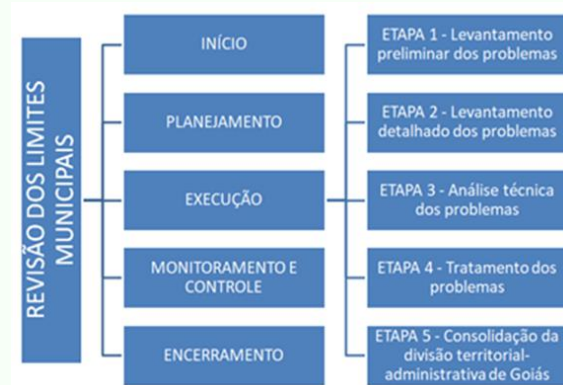 REVISÃO DOS LIMITES
MUNICIPAIS
INÍCIO
PLANEJAMENTO
EXECUÇÃO
MONITORAMENTO E
CONTROLE
ENCERRAMENTO
ETAPA 1 - Levantamento
preliminar dos problemas
ETAPA 2 - Levantamento
detalhado dos problemas
ETAPA 3 - Análise técnica
dos problemas
ETAPA 4 - Tratamento dos
problemas
ETAPA 5 - Consolidação da
divisão territorial-
administrativa de Goiás